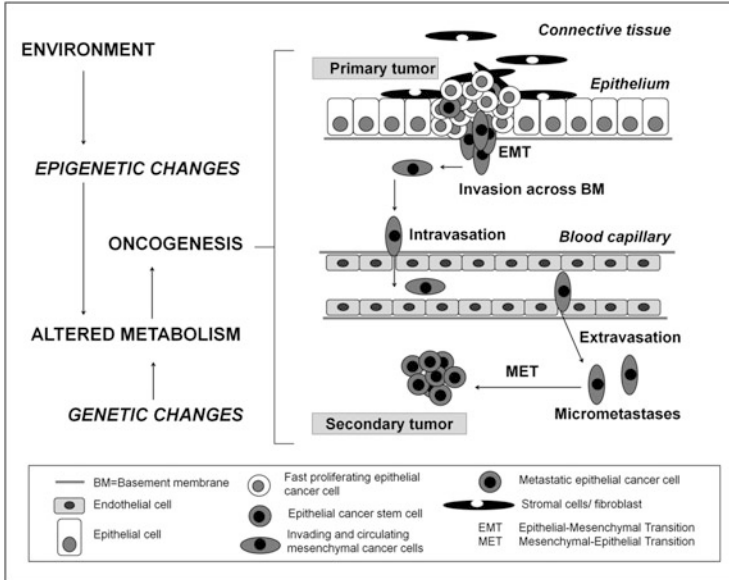 ENVIRONMENT
EPIGENETIC CHANGES
ONCOGENESIS
ALTERED METABOLISM
GENETIC CHANGES
Connective tissue
Primary tumor
Epithelium
EMT
Invasion across BM
Intravasation
Blood capillary
Extravasation
MET
Micrometastases
Secondary tumor
BM=Basement membrane
Endothelial cell
Epithelial cell
Fast proliferating epithelial
cancer cell
Epithelial cancer stem cell
Invading and circulating
mesenchymal cancer cells
Metastatic epithelial cancer cell
Stromal cells/ fibroblast
EMT Epithelial-Mesenchymal Transition
MET Mesenchymal-Epithelial Transition